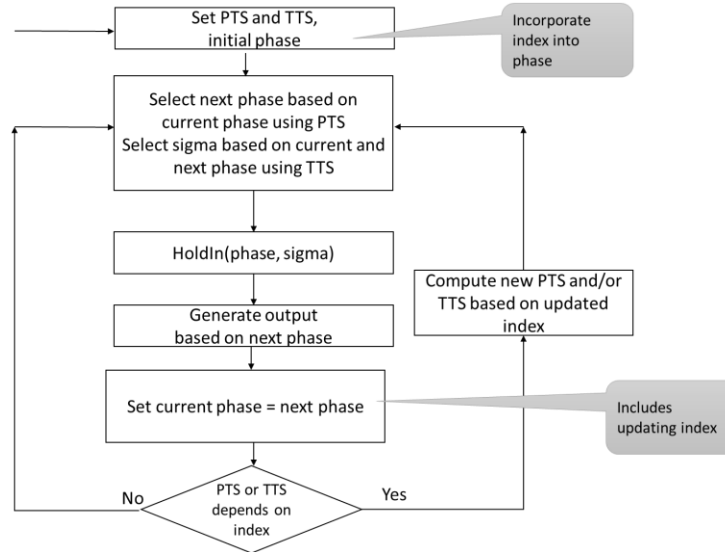 Set PTS and TTS,
initial phase
Incorporate
index into
phase
Select next phase based on
current phase using PTS
Select sigma based on current and
next phase using TTS
HoldIn(phase, sigma)
Generate output
based on next phase
Compute new PTS and/or
TTS based on updated
index
Set current phase = next phase
Includes
updating index
No
PTS or TTS
depends on
index
Yes